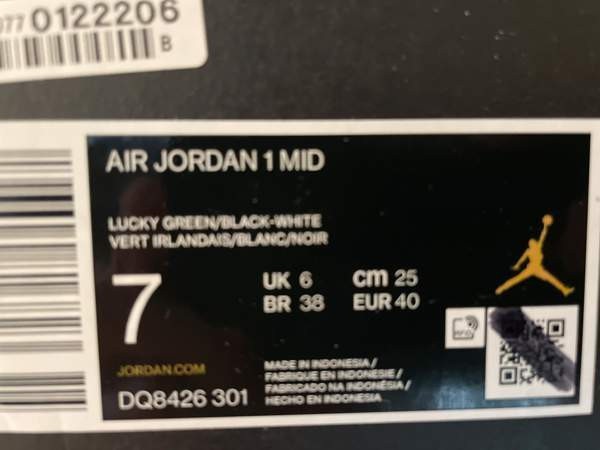 077 0122206
B
AIR JORDAN 1 MID
LUCKY GREEN/BLACK-WHITE
VERT IRLANDAIS/BLANC/NOIR
7
UK 6 cm 25
BR 38 EUR 40
JORDAN.COM
DQ8426 301
MADE IN INDONESIA /
FABRIQUE EN INDONESIE /
FABRICADO NA INDONÉSIA /
HECHO EN INDONESIA
RFID